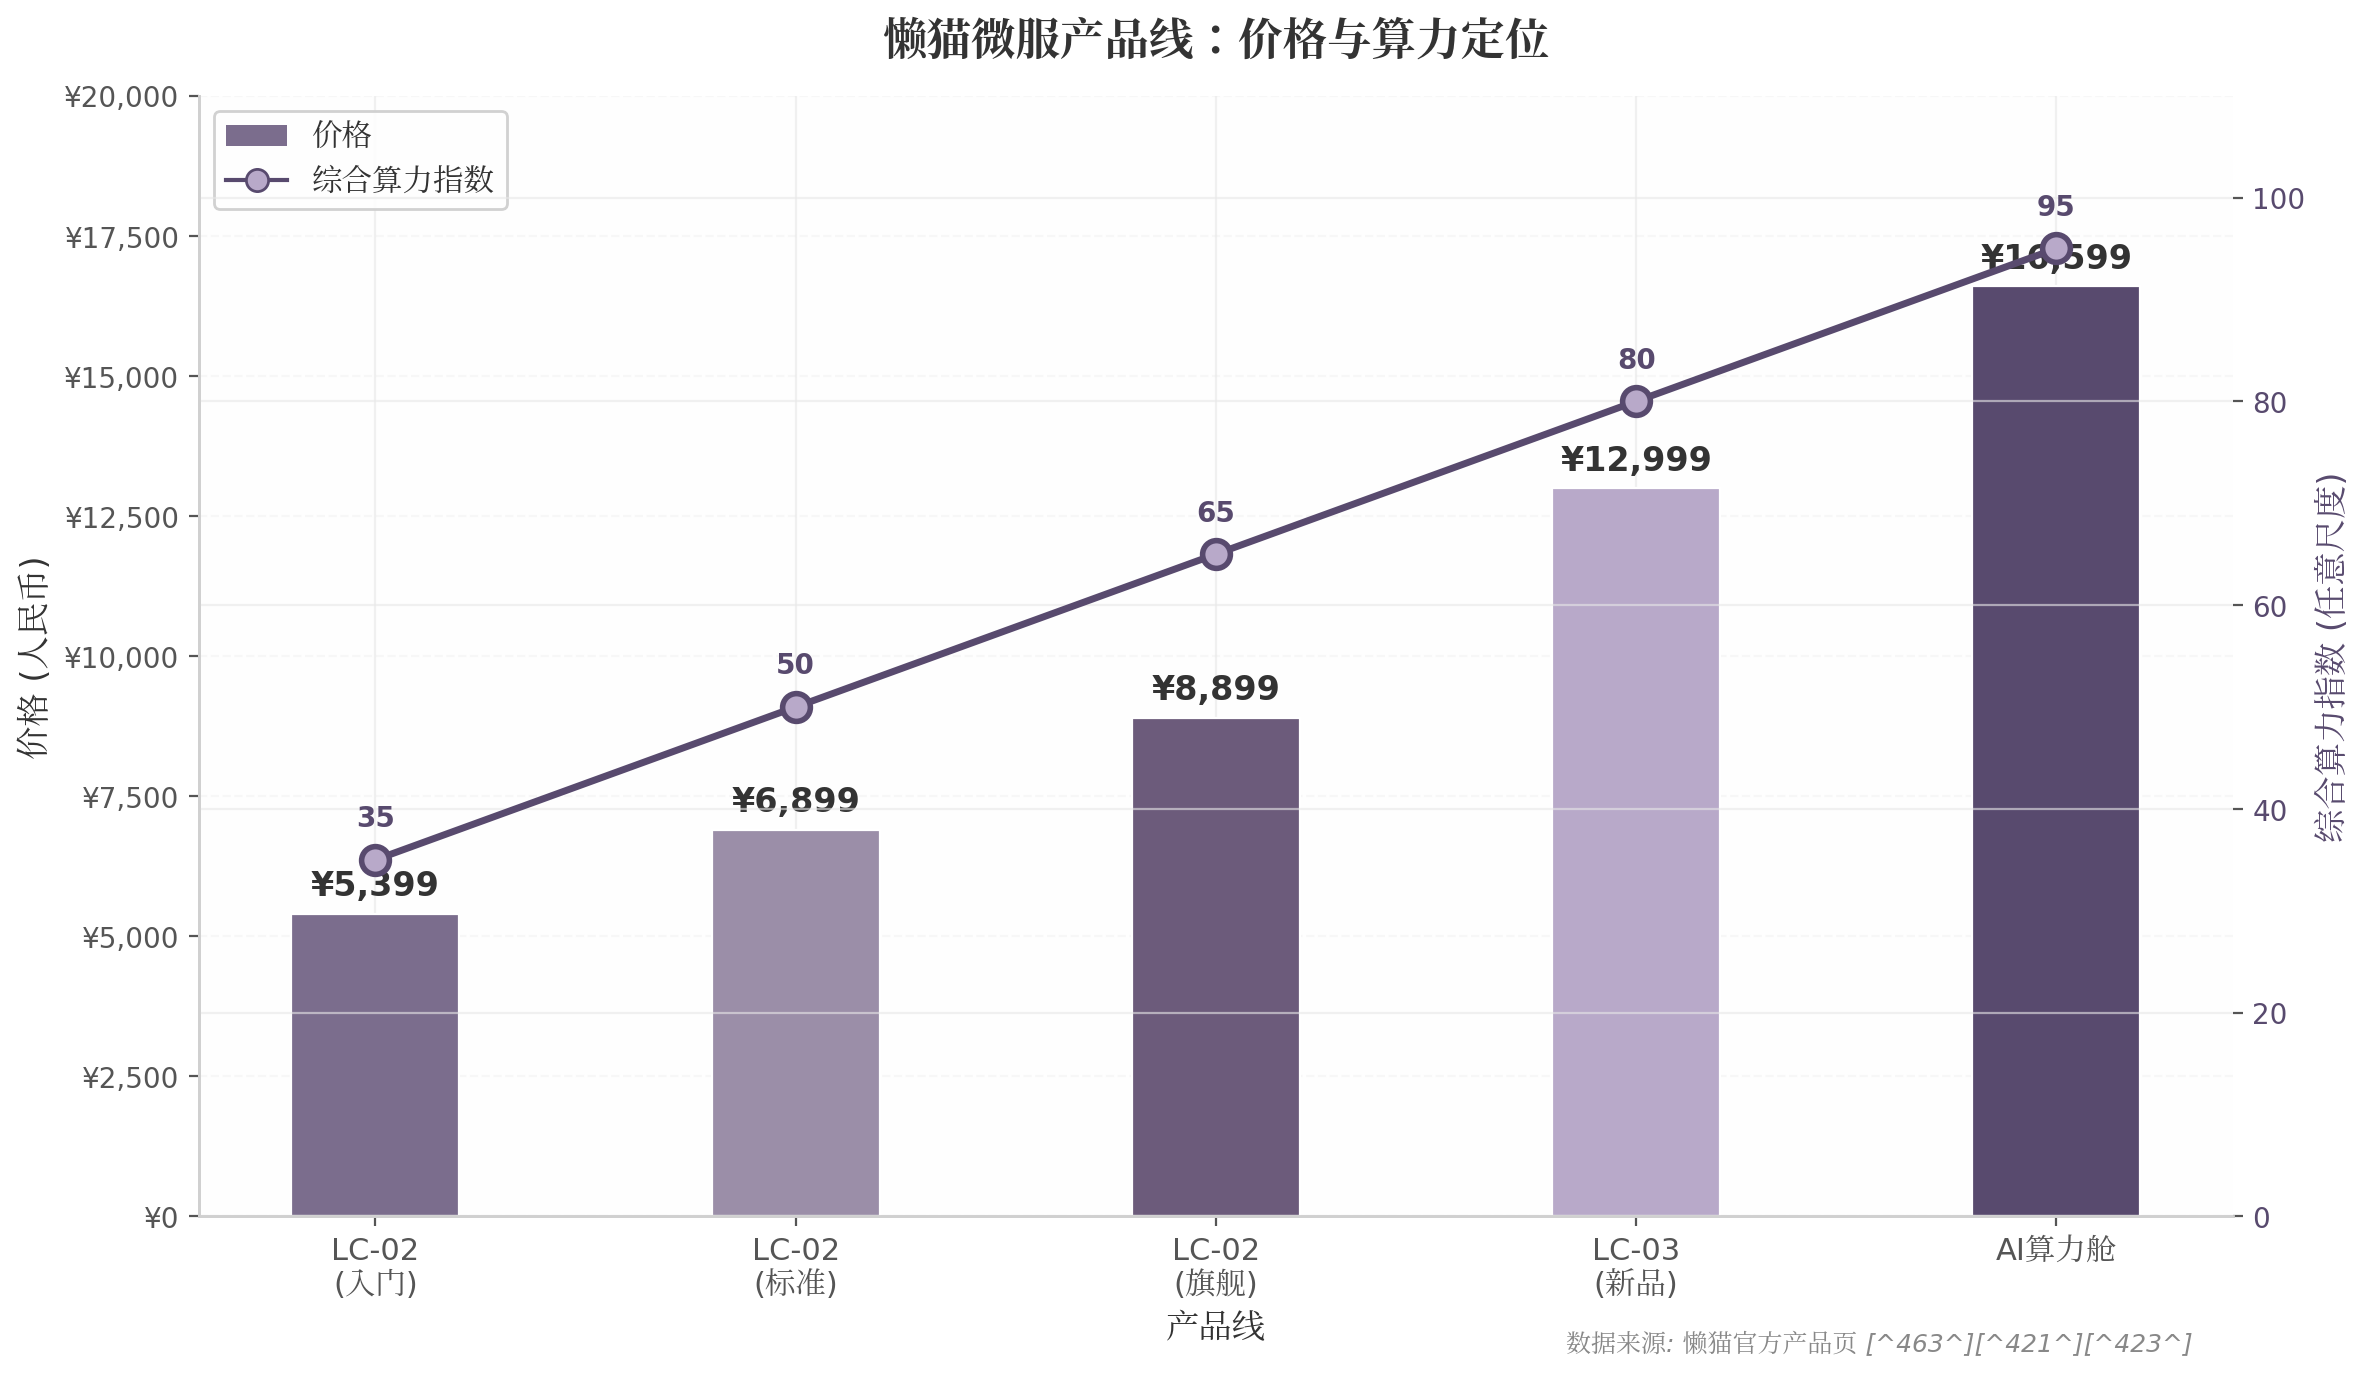 懒猫微服产品线：价格与算力定位
价格
综合算力指数
¥20,000
¥17,500
¥15,000
¥12,500
¥10,000
¥7,500
¥5,000
¥2,500
¥0
价格 (人民币)
35
50
65
80
95
¥5,399
¥6,899
¥8,899
¥12,999
¥16,599
100
80
60
40
20
0
综合算力指数 (任意尺度)
LC-02
(入门)
LC-02
(标准)
LC-02
(旗舰)
LC-03
(新品)
AI算力舱
产品线
数据来源: 懒猫官方产品页 [^463^][^421^][^423^]